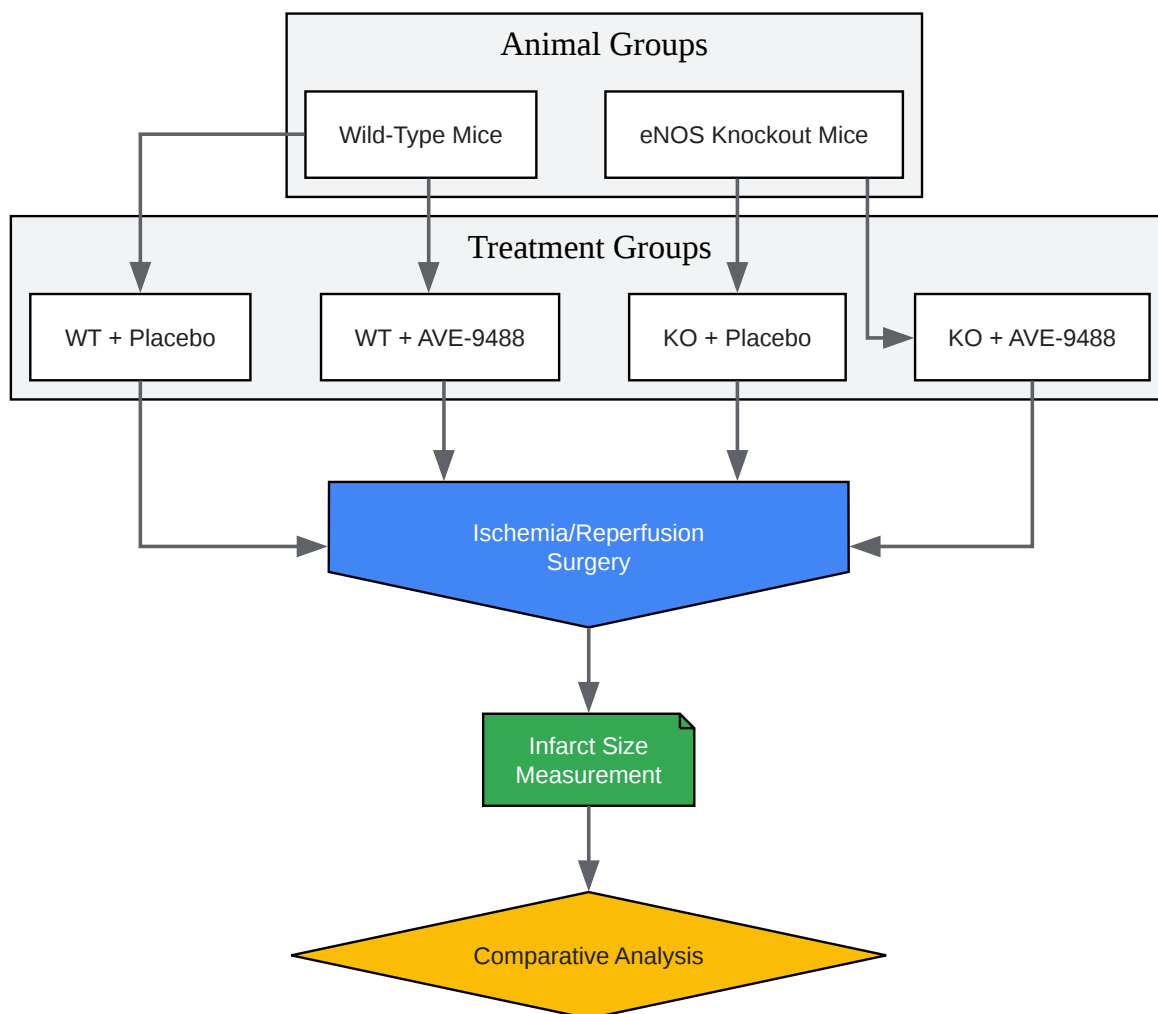 Animal Groups
Wild-Type Mice
eNOS Knockout Mice
Treatment Groups
WT + Placebo
WT + AVE-9488
KO + Placebo
KO + AVE-9488
Ischemia/Reperfusion
Surgery
Infarct Size
Measurement
Comparative Analysis